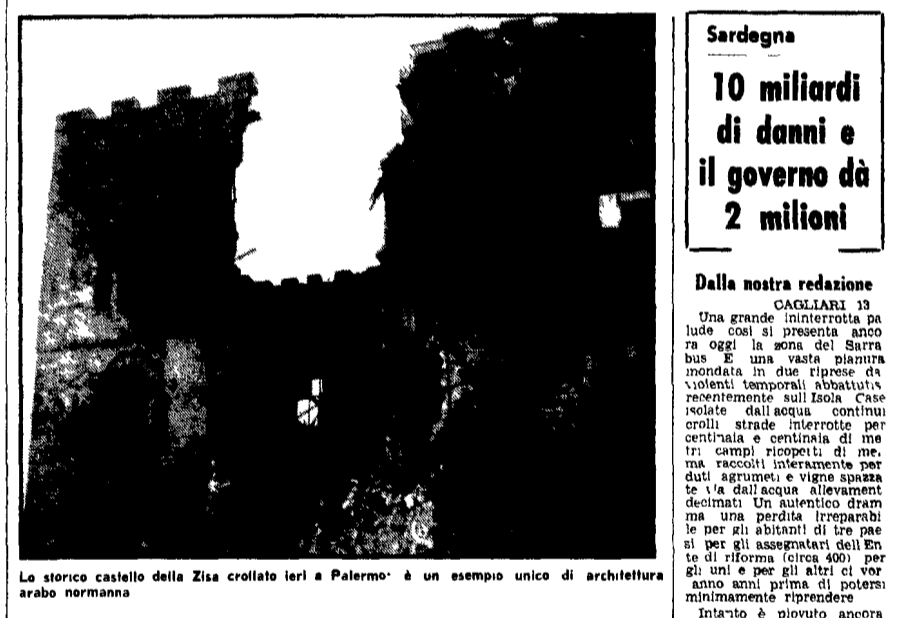 Lo storico castello della Zisa crollato ieri a Palermo: è un esempio unico di architettura
arabo normanna
Sardegna
10 miliardi
di danni e
il governo dà
2 milioni
Dalla nostra redazione
CAGLIARI 13
Una grande ininterrotta pa
lude così si presenta anco
ra oggi la zona del Sarra
bus E una vasta pianura
inondata in due riprese da
violenti temporali abbattutis
recentemente sull Isola Case
isolate dall acqua continui
crolli strade interrotte per
centinaia e centinaia di me
tri campi ricoperti di mel
ma raccolti interamente per
duti agrumeti e vigne spazza
te via dall acqua allevament
decimati Un autentico dram
ma una perdita irreparabi
le per gli abitanti di tre pae
si per gli assegnatari dell En
te di riforma (circa 400) per
gli uni e per gli altri ci vor
anno anni prima di potersi
minimamente riprendere
Intanto è piovuto ancora